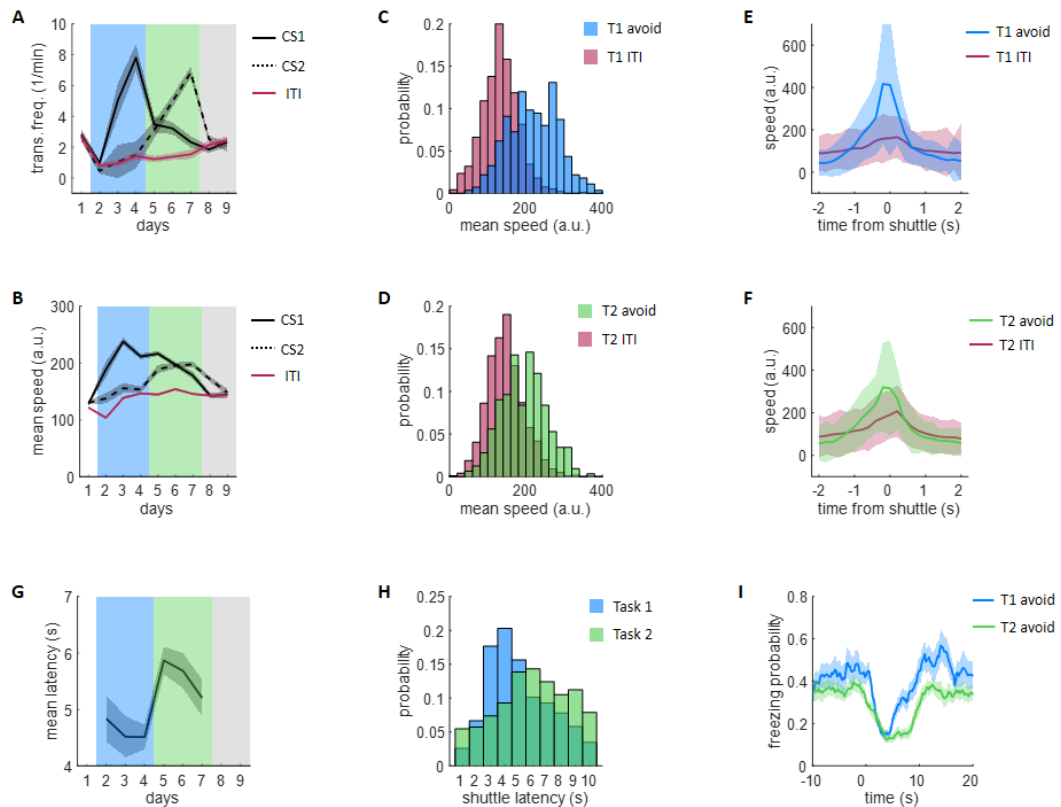 A
trans.freq. (1/min)
10
8
6
4
2
0
1 2 3 4 5 6 7 8 9
days
CS1
CS2
ITI
C
probability
0.2
0.15
0.1
0.05
0
0 200 400
mean speed (a.u.)
T1 avoid
T1 ITI
E
speed (a.u.)
600
400
200
0
-2 -1 0 1 2
time from shuttle (s)
T1 avoid
T1 ITI
B
mean speed (a.u.)
300
200
100
0
1 2 3 4 5 6 7 8 9
days
CS1
CS2
ITI
D
probability
0.2
0.15
0.1
0.05
0
0 200 400
mean speed (a.u.)
T2 avoid
T2 ITI
F
speed (a.u.)
600
400
200
0
-2 -1 0 1 2
time from shuttle (s)
T2 avoid
T2 ITI
G
mean latency (s)
7
6
5
4
1 2 3 4 5 6 7 8 9
days
H
probability
0.25
0.2
0.15
0.1
0.05
0
1 2 3 4 5 6 7 8 9 10
shuttle latency (s)
Task 1
Task 2
I
freezing probability
0.8
0.6
0.4
0.2
0
-10 0 10 20
time (s)
T1 avoid
T2 avoid